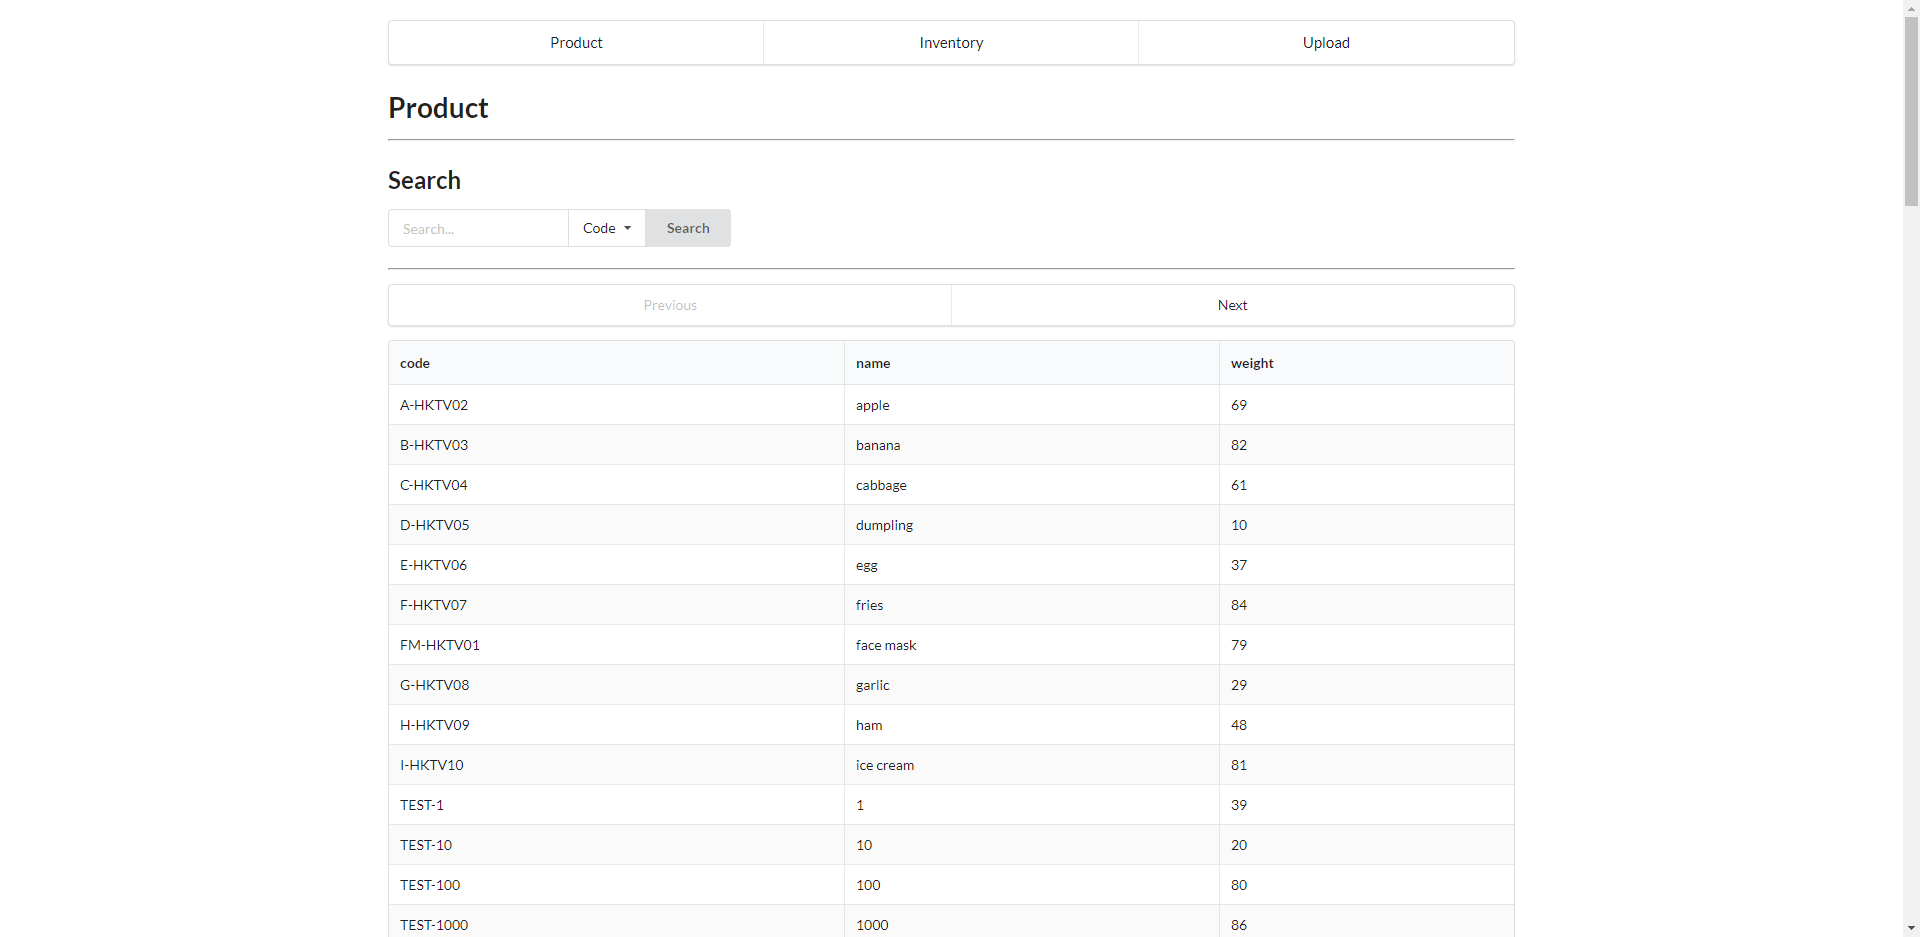 Product Inventory Upload
Product
Search
Search... Code Search
Previous Next
code name weight
A-HKTV02 apple 69
B-HKTV03 banana 82
C-HKTV04 cabbage 61
D-HKTV05 dumpling 10
E-HKTV06 egg 37
F-HKTV07 fries 84
FM-HKTV01 face mask 79
G-HKTV08 garlic 29
H-HKTV09 ham 48
I-HKTV10 ice cream 81
TEST-1 1 39
TEST-10 10 20
TEST-100 100 80
TEST-1000 1000 86